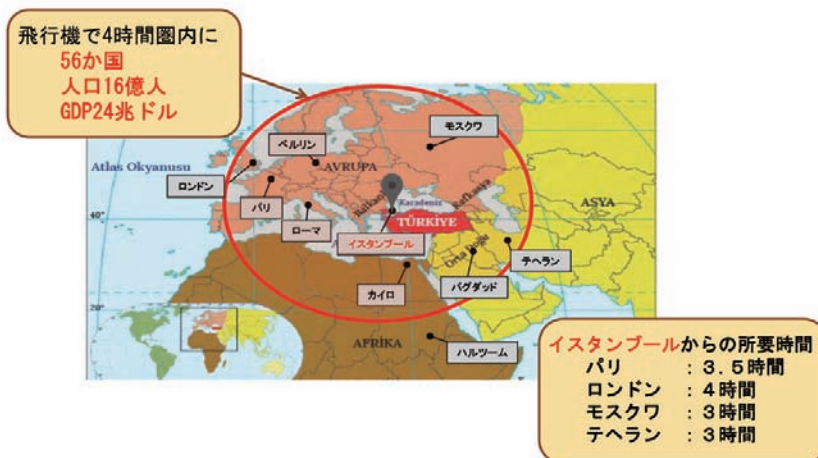 飛行機で4時間圏内に
56か国
人口16億人
GDP24兆ドル
モスクワ
ベルリン
Atlas Okyanusu
AVRUPA
ロンドン
パリ
Balkan
Karadeniz
Kafkasya
ASYA
40°
ローマ
TÜRKİYE
イスタンブール
Orta Doğu
テヘラン
カイロ
バグダッド
20°
AFRİKA
ハルツーム
イスタンブールからの所要時間
パリ :3.5時間
ロンドン :4時間
モスクワ :3時間
テヘラン :3時間